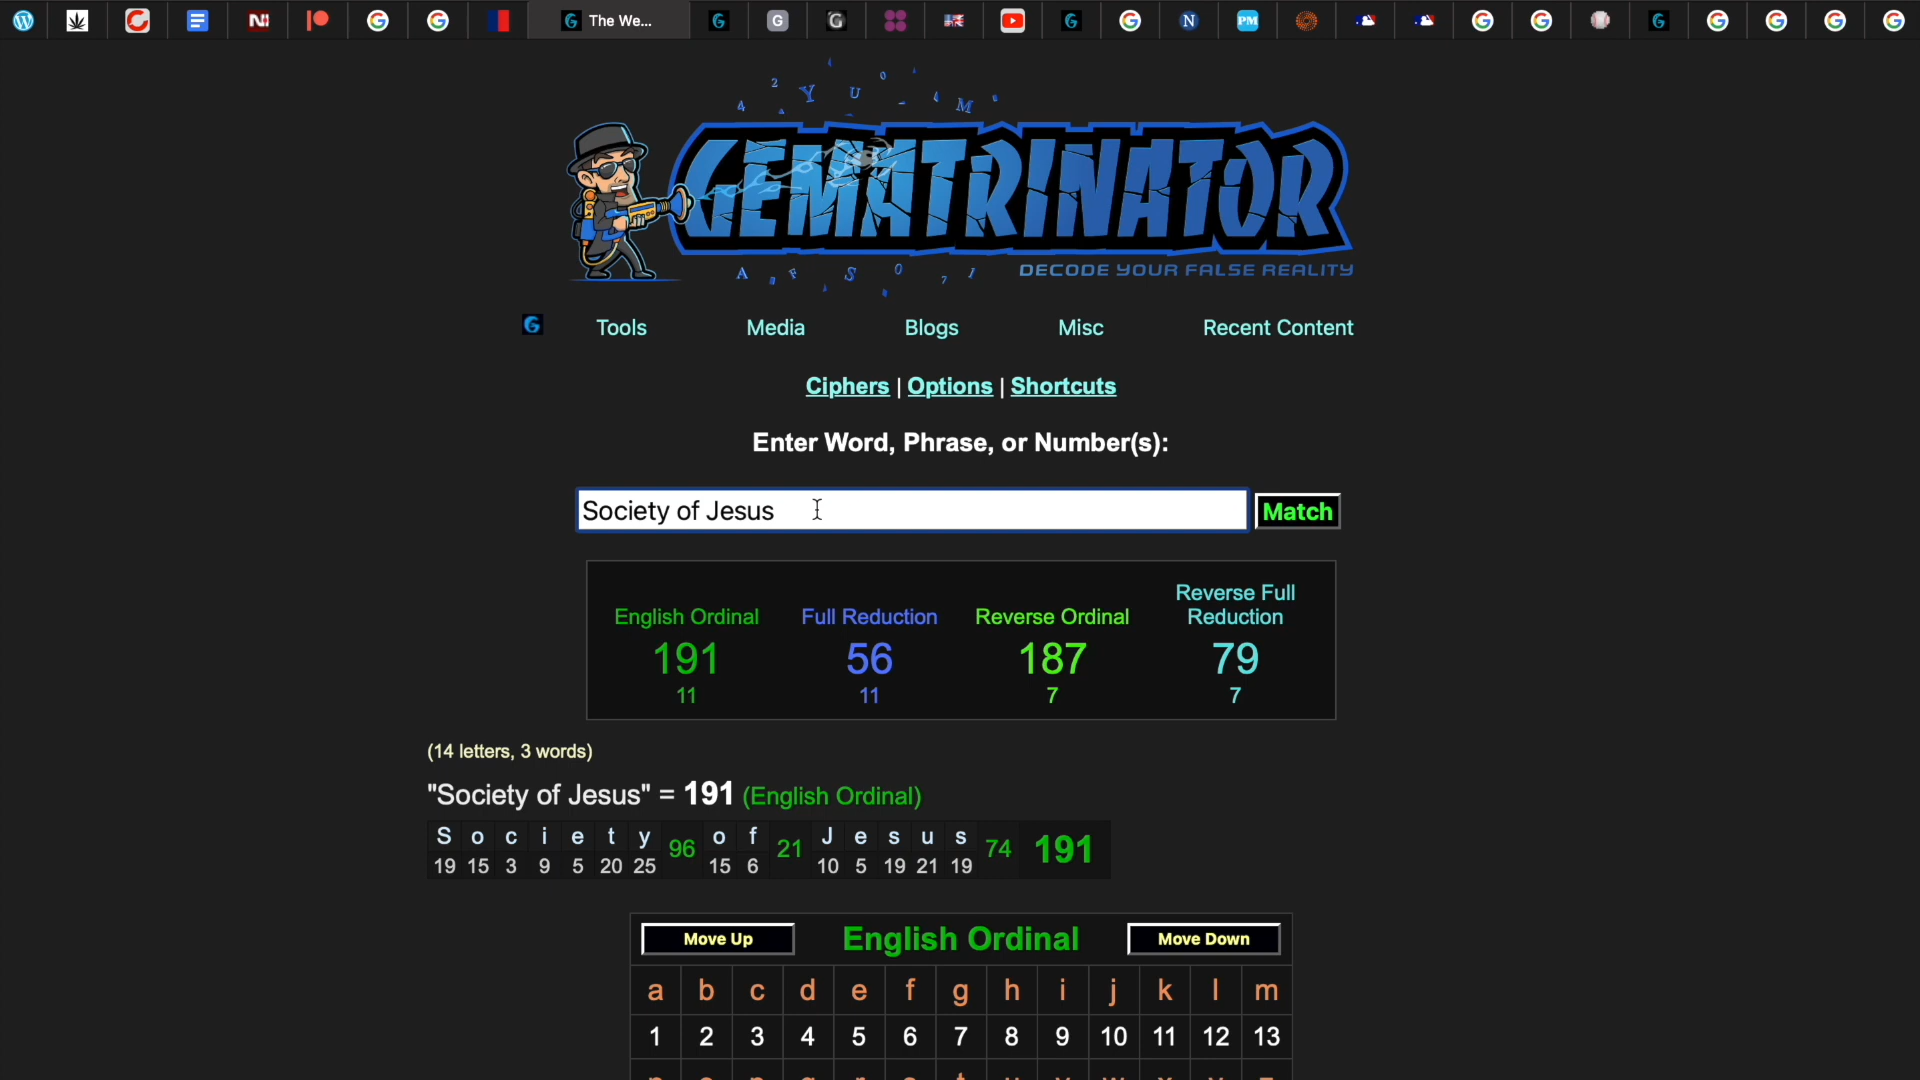 The We...
GEMATRINATOR
DECODE YOUR FALSE REALITY
Tools Media Blogs Misc Recent Content
Ciphers | Options | Shortcuts
Enter Word, Phrase, or Number(s):
Society of Jesus Match
English Ordinal Full Reduction Reverse Ordinal Reverse Full Reduction
191 56 187 79
11 11 7 7
(14 letters, 3 words)
"Society of Jesus" = 191 (English Ordinal)
S o c i e t y 96 o f 21 J e s u s 74 191
19 15 3 9 5 20 25 15 6 10 5 19 21 19
Move Up English Ordinal Move Down
a b c d e f g h i j k l m
1 2 3 4 5 6 7 8 9 10 11 12 13